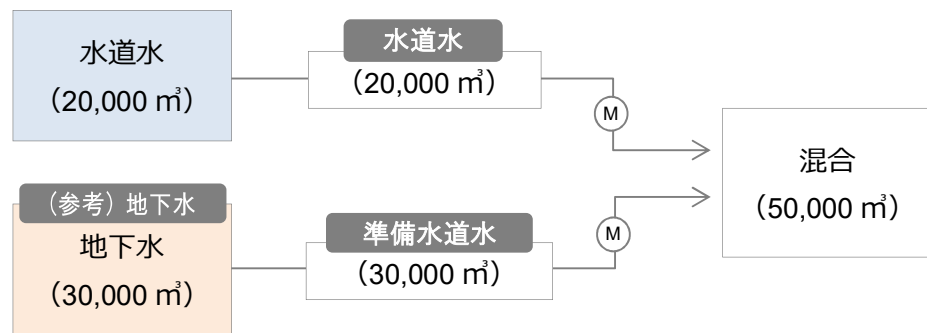 水道水
（20,000 ㎥）
水道水
（20,000 ㎥）
M
混合
（50,000 ㎥）
（参考）地下水
地下水
（30,000 ㎥）
準備水道水
（30,000 ㎥）
M